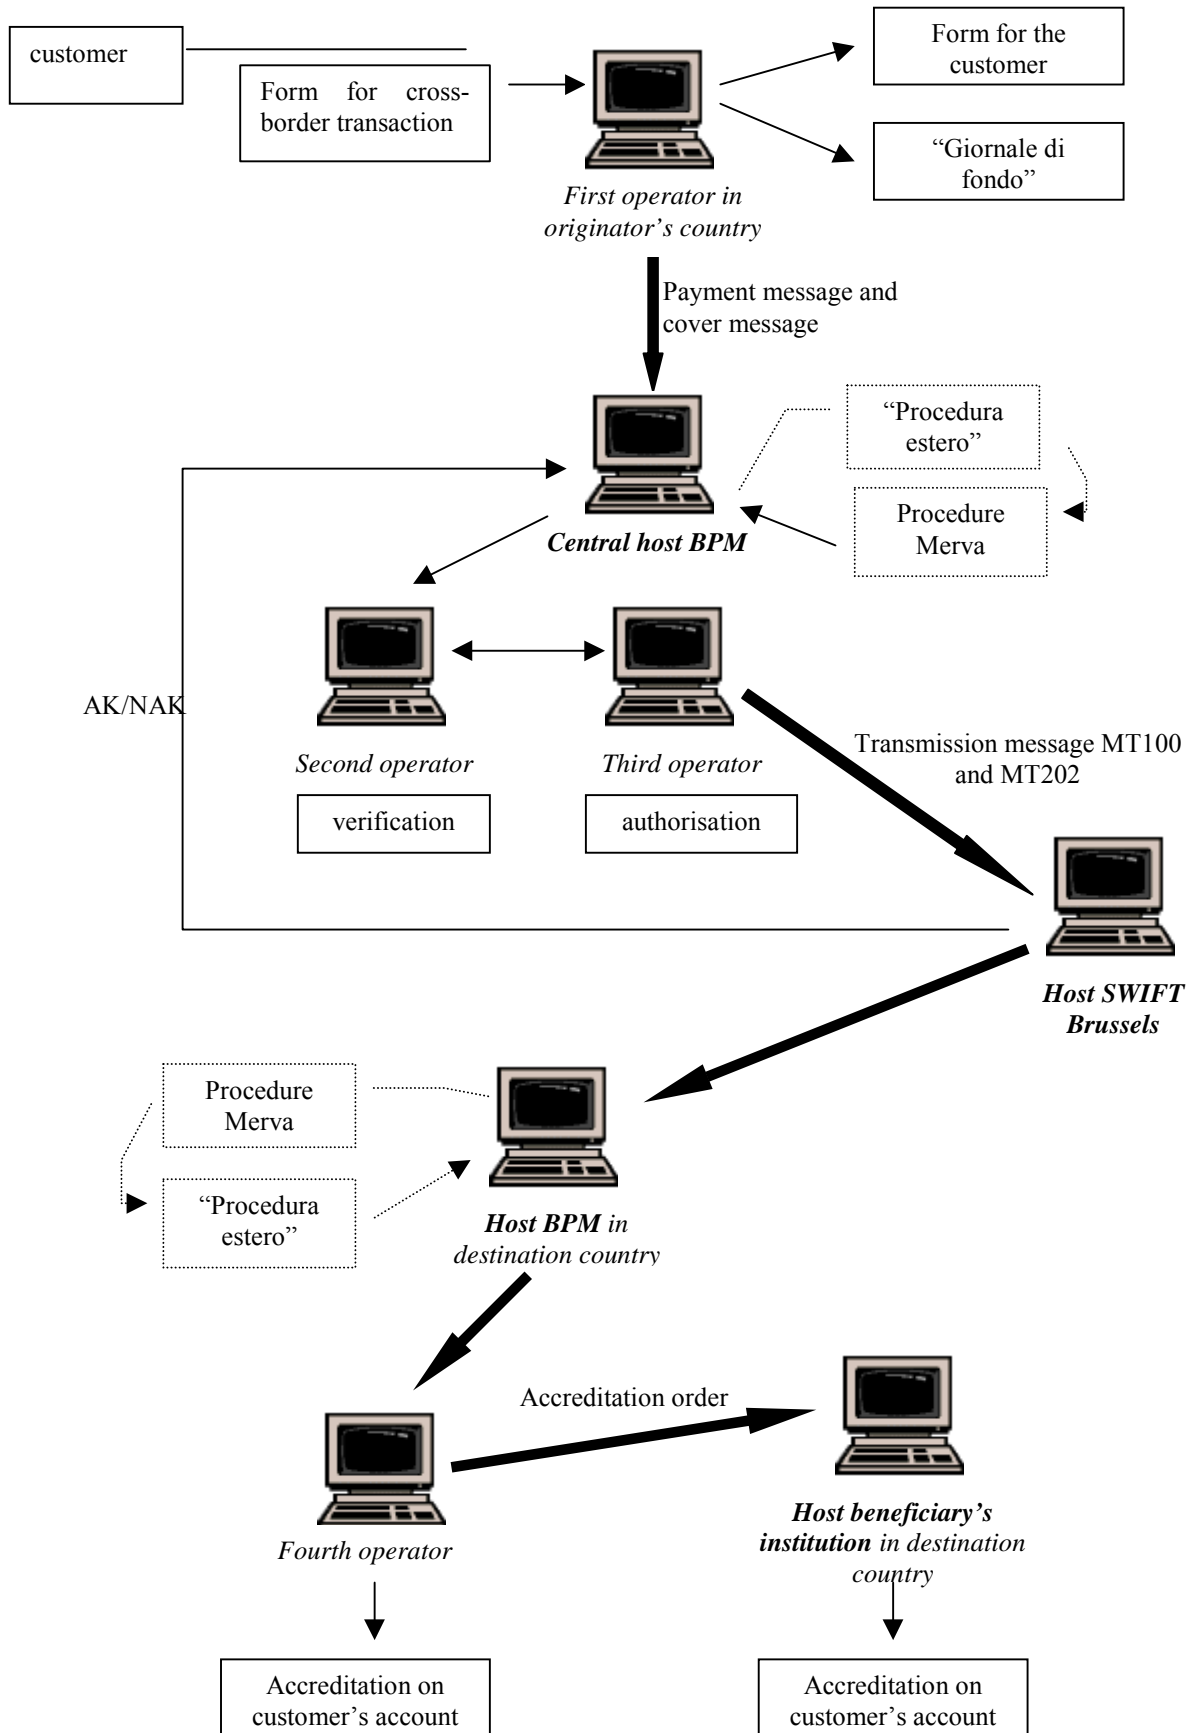 customer
Form for cross-
border transaction
Form for the
customer
“Giornale di
fondo”
First operator in
originator’s country
Payment message and
cover message
“Procedura
estero”
Procedure
Merva
Central host BPM
AK/NAK
Second operator
Third operator
verification
authorisation
Transmission message MT100
and MT202
Host SWIFT
Brussels
Procedure
Merva
“Procedura
estero”
Host BPM in
destination country
Accreditation order
Fourth operator
Host beneficiary’s
institution in destination
country
Accreditation on
customer’s account
Accreditation on
customer’s account